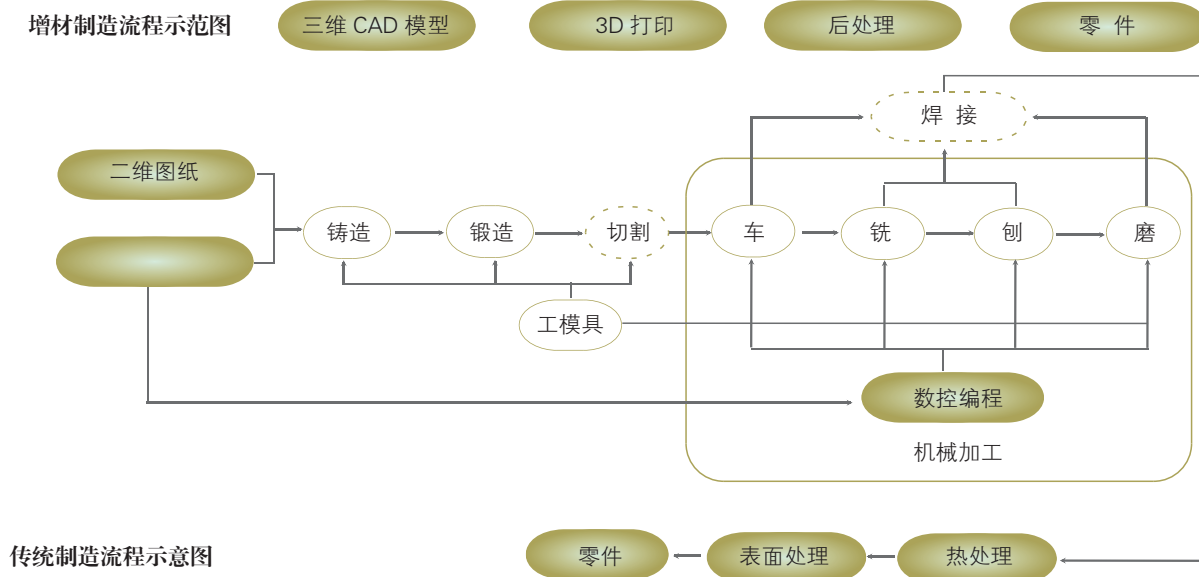 增材制造流程示范图
三维 CAD 模型
3D 打印
后处理
零 件
焊 接
二维图纸
铸造
锻造
切割
车
铣
刨
磨
工模具
数控编程
机械加工
传统制造流程示意图
零件
表面处理
热处理